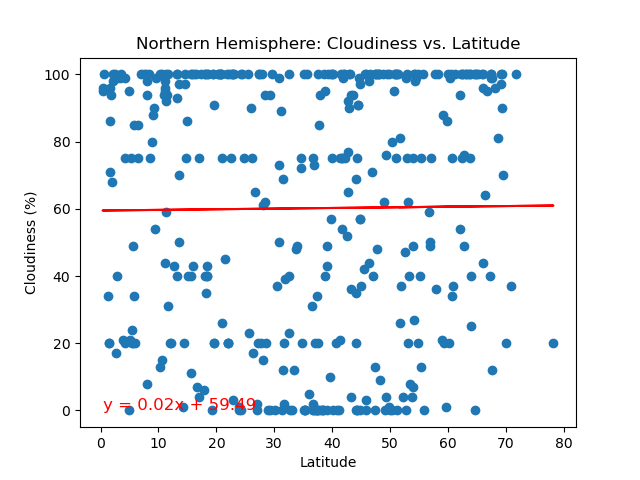 Northern Hemisphere: Cloudiness vs. Latitude
100
80
60
40
20
0
Cloudiness (%)
y = 0.02x + 59.49
0 10 20 30 40 50 60 70 80
Latitude